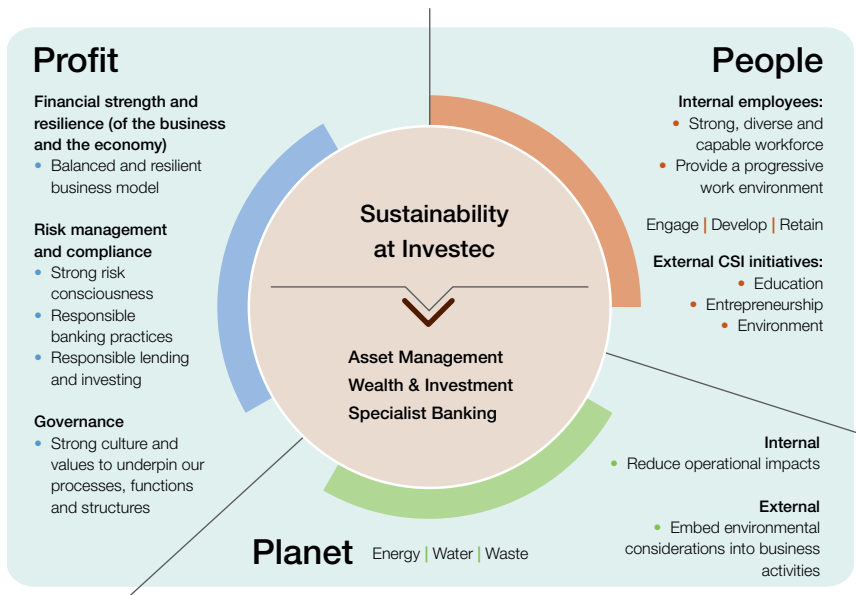 Profit
Financial strength and
resilience (of the business
and the economy)
• Balanced and resilient
business model
Risk management
and compliance
• Strong risk
consciousness
• Responsible
banking practices
• Responsible lending
and investing
Governance
• Strong culture and
values to underpin our
processes, functions
and structures
Sustainability
at Investec
Asset Management
Wealth & Investment
Specialist Banking
People
Internal employees:
• Strong, diverse and
capable workforce
• Provide a progressive
work environment
Engage | Develop | Retain
External CSI initiatives:
• Education
• Entrepreneurship
• Environment
Planet
Energy | Water | Waste
Internal
• Reduce operational impacts
External
• Embed environmental
considerations into business
activities